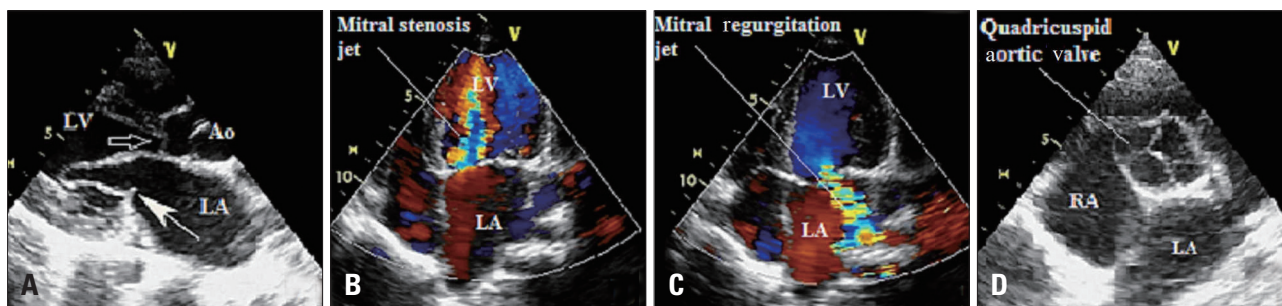 V
LV
5
Ao
LA
A
Mitral stenosis
jet
V
LV
5
10
LA
B
Mitral regurgitation
jet
V
LV
5
10
LA
C
Quadricuspid
aortic valve
V
5
RA
10
LA
D